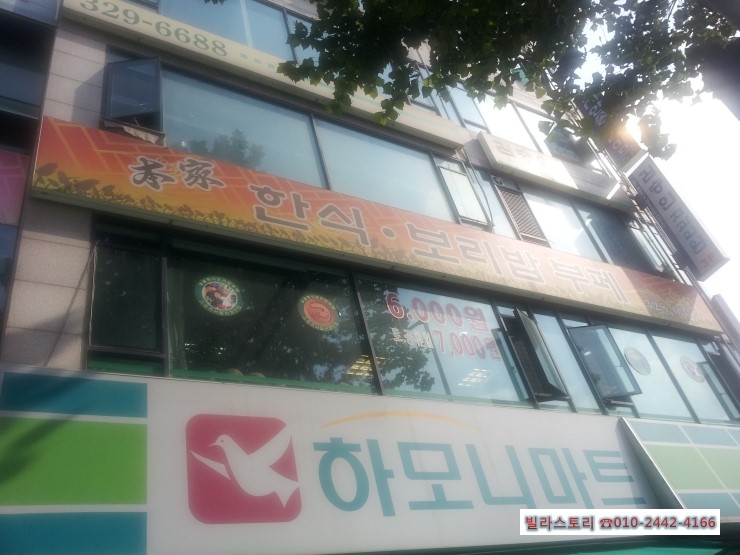 329-6688
本家 한식·보리밥 뷔페
6,000원
7,000원
하모니마트
빌라스토리 ☎010-2442-4166